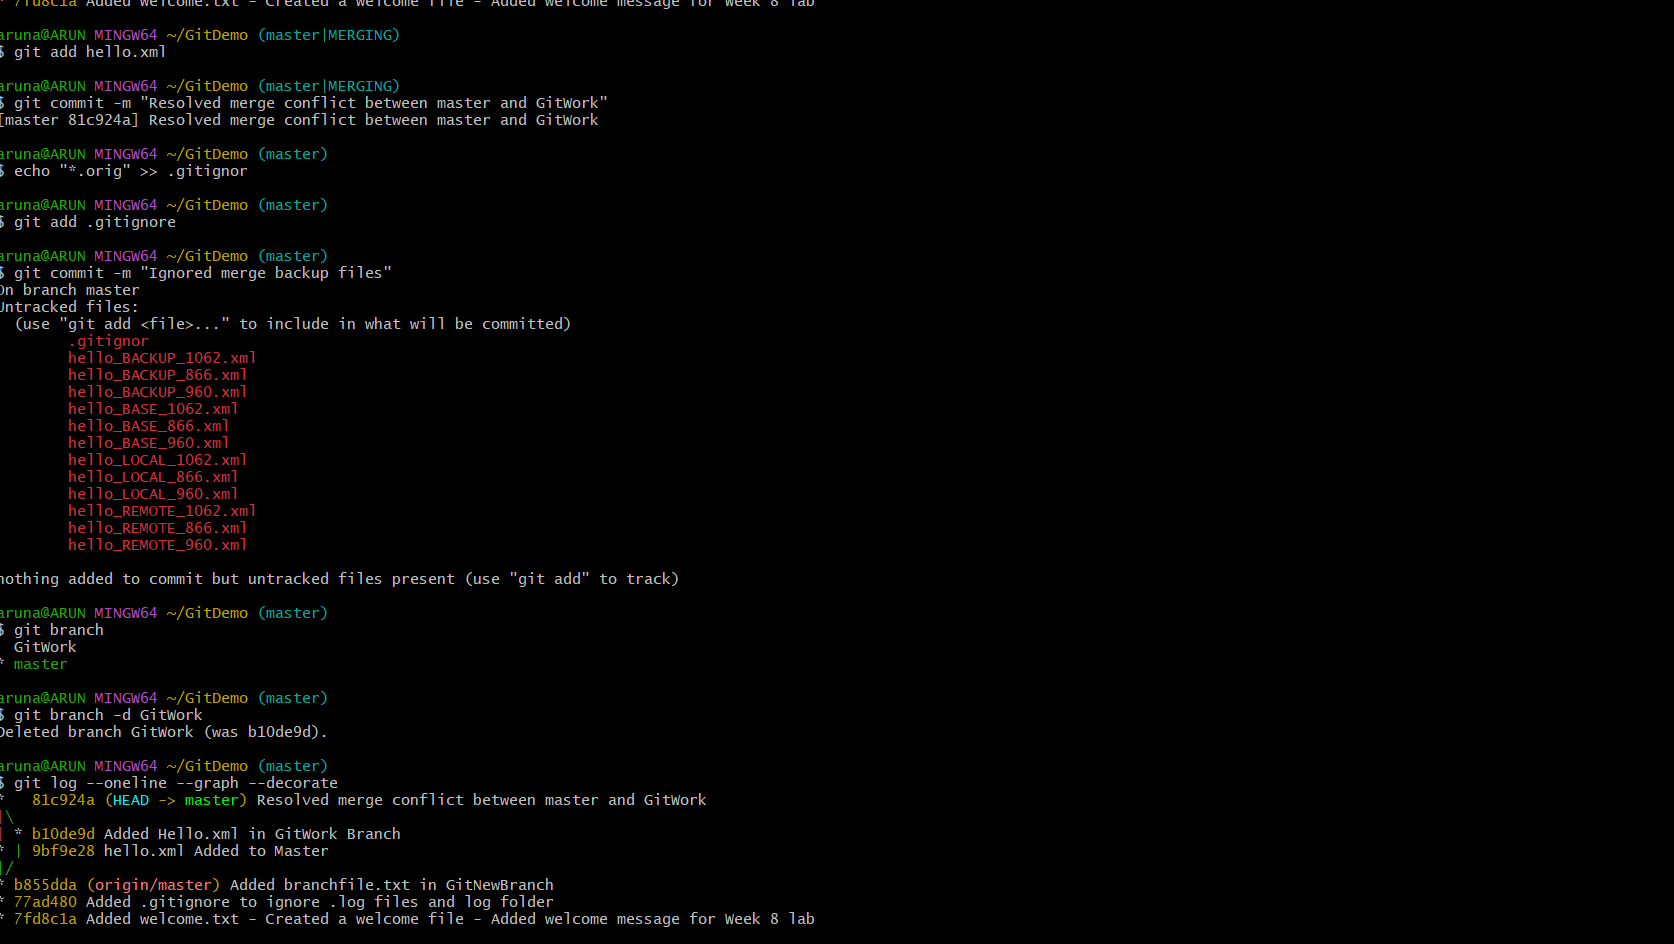 * 7fd8c1a Added welcome.txt - Created a welcome file - Added welcome message for Week 8 lab
aruna@ARUN MINGW64 ~/GitDemo (master|MERGING)
$ git add hello.xml
aruna@ARUN MINGW64 ~/GitDemo (master|MERGING)
$ git commit -m "Resolved merge conflict between master and GitWork"
[master 81c924a] Resolved merge conflict between master and GitWork
aruna@ARUN MINGW64 ~/GitDemo (master)
$ echo "*.orig" >> .gitignor
aruna@ARUN MINGW64 ~/GitDemo (master)
$ git add .gitignore
aruna@ARUN MINGW64 ~/GitDemo (master)
$ git commit -m "Ignored merge backup files"
On branch master
Untracked files:
  (use "git add <file>..." to include in what will be committed)
        .gitignor
        hello_BACKUP_1062.xml
        hello_BACKUP_866.xml
        hello_BACKUP_960.xml
        hello_BASE_1062.xml
        hello_BASE_866.xml
        hello_BASE_960.xml
        hello_LOCAL_1062.xml
        hello_LOCAL_866.xml
        hello_LOCAL_960.xml
        hello_REMOTE_1062.xml
        hello_REMOTE_866.xml
        hello_REMOTE_960.xml
nothing added to commit but untracked files present (use "git add" to track)
aruna@ARUN MINGW64 ~/GitDemo (master)
$ git branch
  GitWork
* master
aruna@ARUN MINGW64 ~/GitDemo (master)
$ git branch -d GitWork
Deleted branch GitWork (was b10de9d).
aruna@ARUN MINGW64 ~/GitDemo (master)
$ git log --oneline --graph --decorate
*   81c924a (HEAD -> master) Resolved merge conflict between master and GitWork
|\
| * b10de9d Added Hello.xml in GitWork Branch
* | 9bf9e28 hello.xml Added to Master
|/
* b855dda (origin/master) Added branchfile.txt in GitNewBranch
* 77ad480 Added .gitignore to ignore .log files and log folder
* 7fd8c1a Added welcome.txt - Created a welcome file - Added welcome message for Week 8 lab